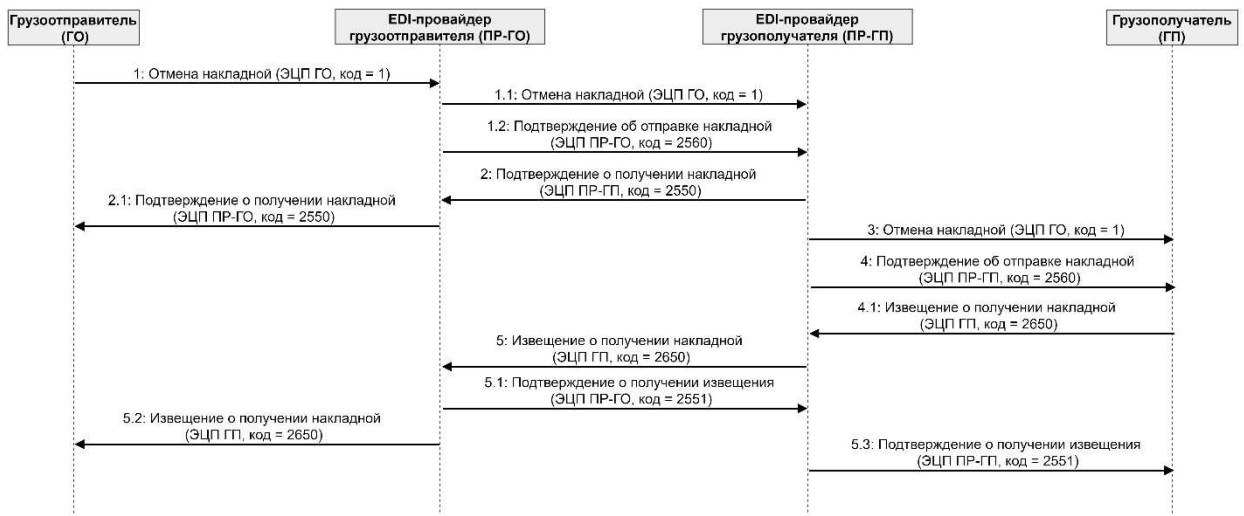 Грузоотправитель
(ГО)
EDI-провайдер
грузоотправителя (ПР-ГО)
EDI-провайдер
грузополучателя (ПР-ГП)
Грузополучатель
(ГП)
1: Отмена накладной (ЭЦП ГО, код = 1)
1.1: Отмена накладной (ЭЦП ГО, код = 1)
1.2: Подтверждение об отправке накладной
(ЭЦП ПР-ГО, код = 2560)
2: Подтверждение о получении накладной
(ЭЦП ПР-ГП, код = 2550)
2.1: Подтверждение о получении накладной
(ЭЦП ПР-ГО, код = 2550)
3: Отмена накладной (ЭЦП ГО, код = 1)
4: Подтверждение об отправке накладной
(ЭЦП ПР-ГП, код = 2560)
4.1: Извещение о получении накладной
(ЭЦП ГП, код = 2650)
5: Извещение о получении накладной
(ЭЦП ГП, код = 2650)
5.1: Подтверждение о получении извещения
(ЭЦП ПР-ГО, код = 2551)
5.2: Извещение о получении накладной
(ЭЦП ГП, код = 2650)
5.3: Подтверждение о получении извещения
(ЭЦП ПР-ГП, код = 2551)